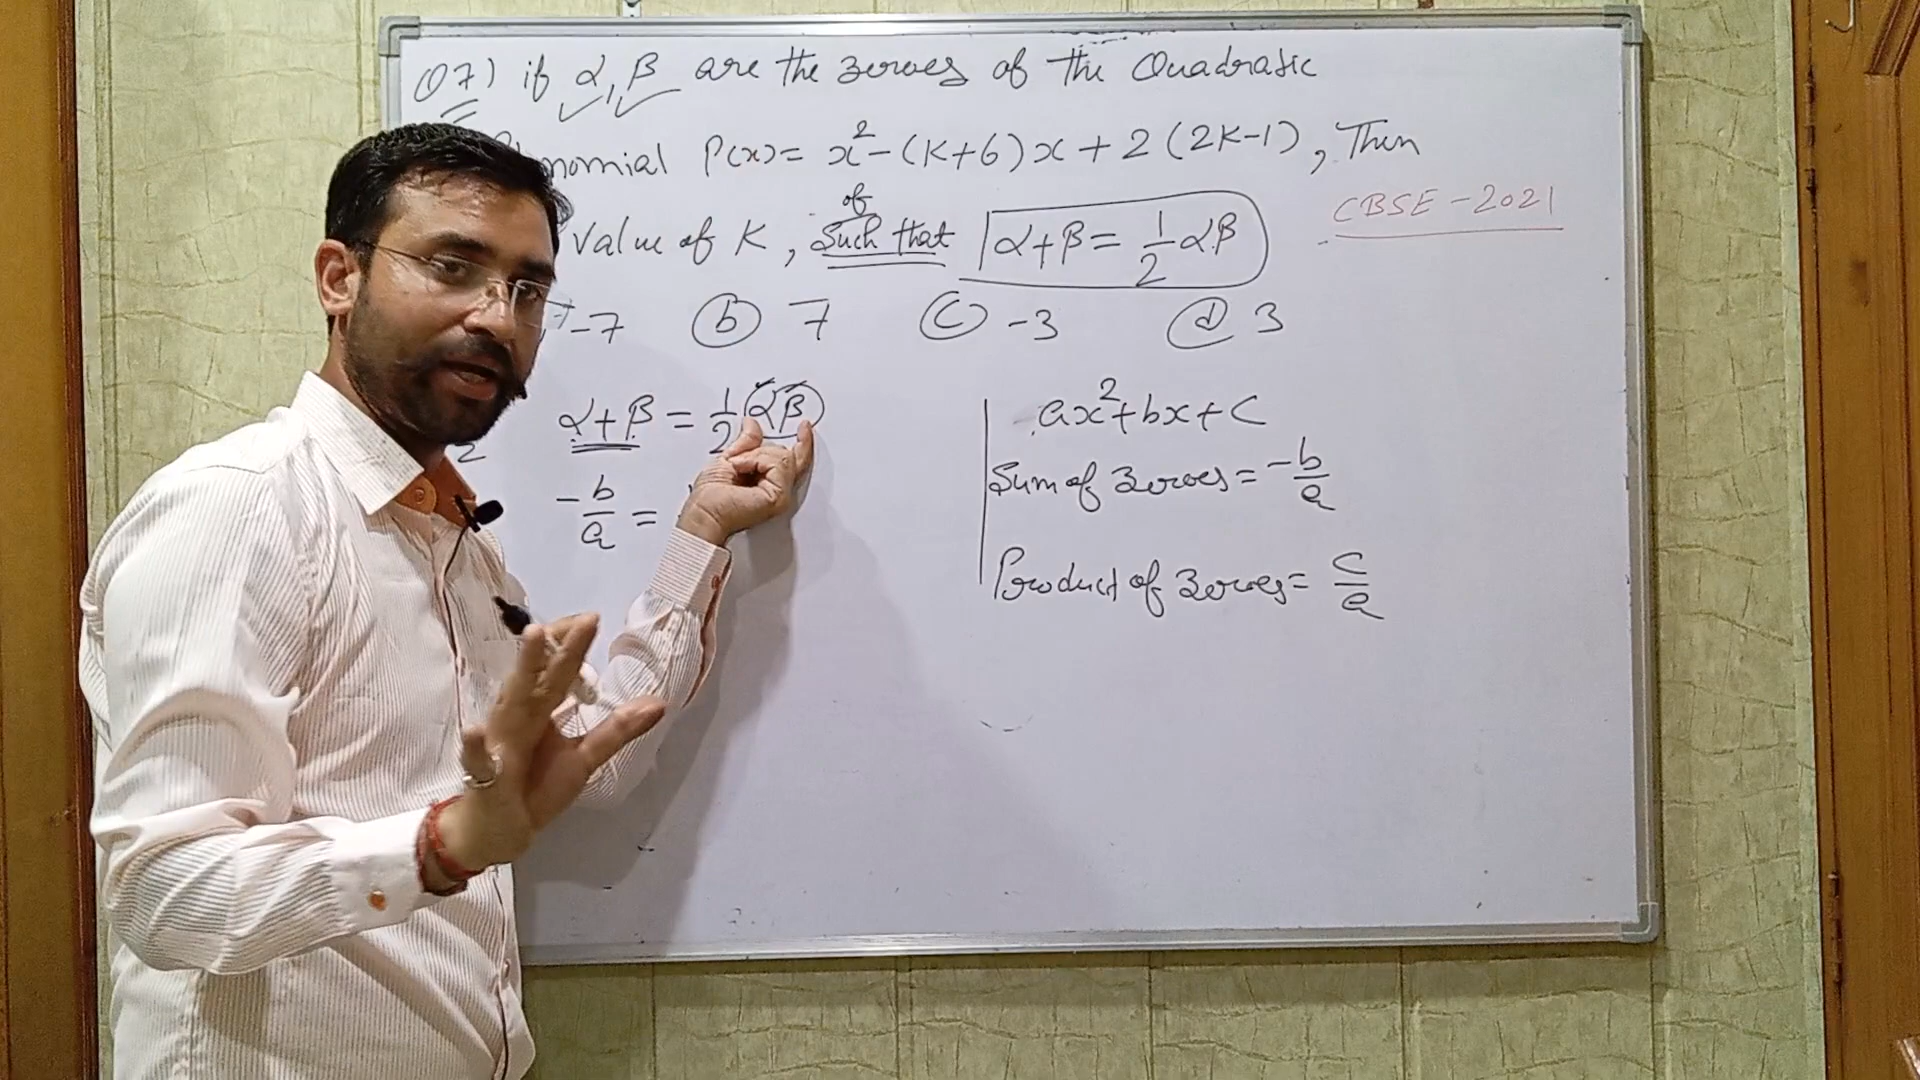 Q7) if α, β are the zeroes of the Quadratic
nomial P(x) = x² - (K+6)x + 2(2K-1), Then
value of K, of Such that α+β = 1/2 αβ
CBSE - 2021
-7 (b) 7 (c) -3 (d) 3
α+β = 1/2 αβ
-b/a =
2
ax²+bx+c
Sum of Zeroes = -b/a
Product of Zeroes = c/a